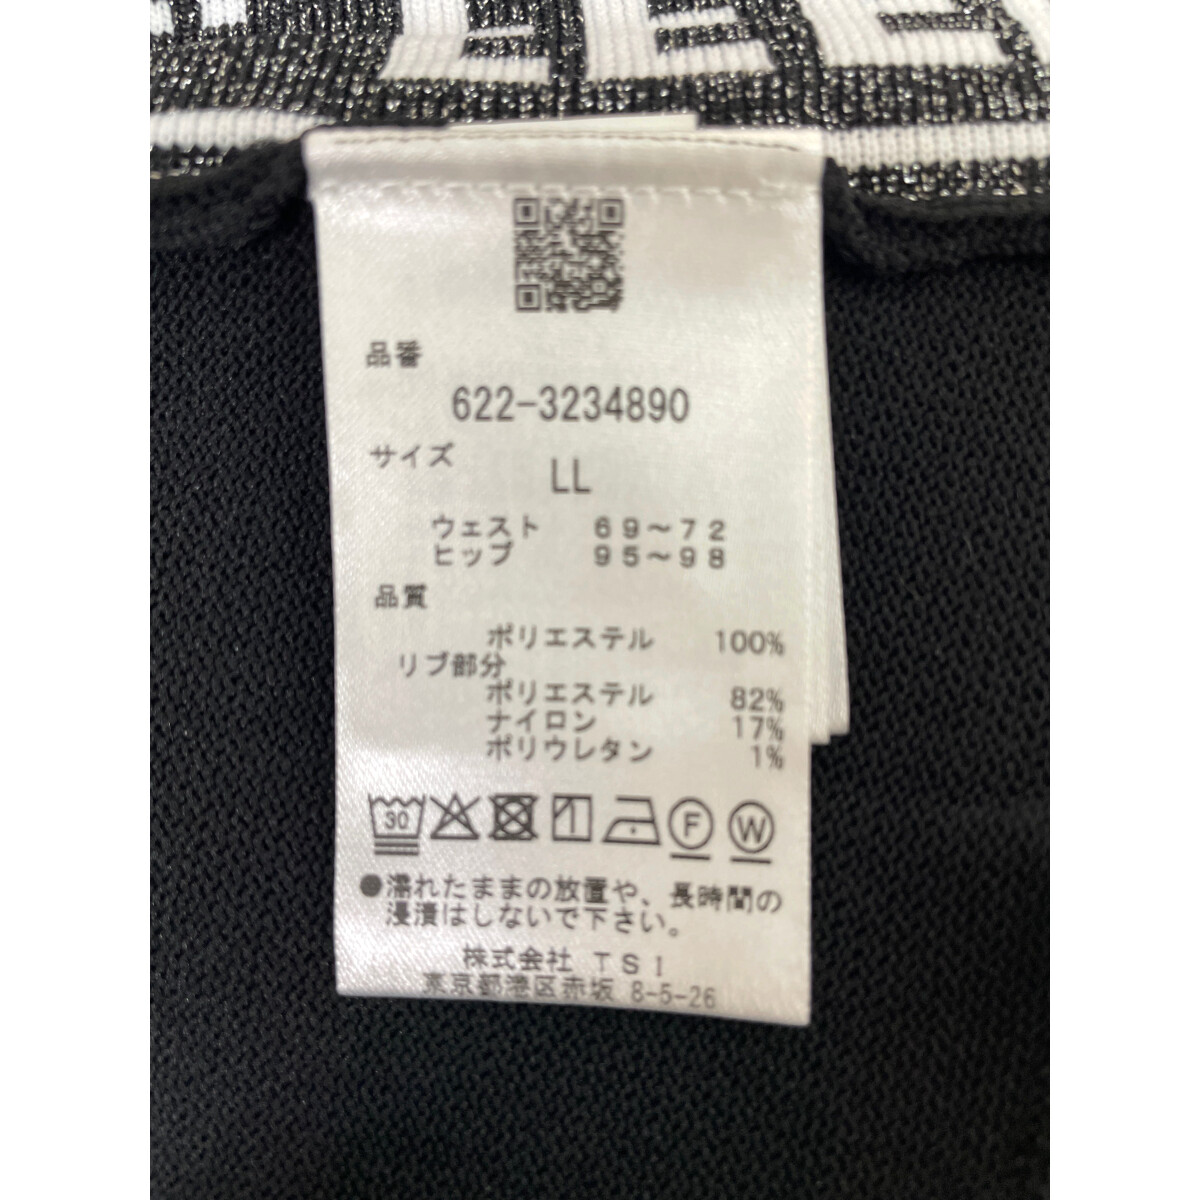 品番
622-3234890
サイズ
LL
ウェスト 69～72
ヒップ 95～98
品質
ポリエステル 100%
リブ部分
ポリエステル 82%
ナイロン 17%
ポリウレタン 1%
30 F W
●濡れたままの放置や、長時間の
浸漬はしないで下さい。
株式会社 TSI
東京都港区赤坂 8-5-26